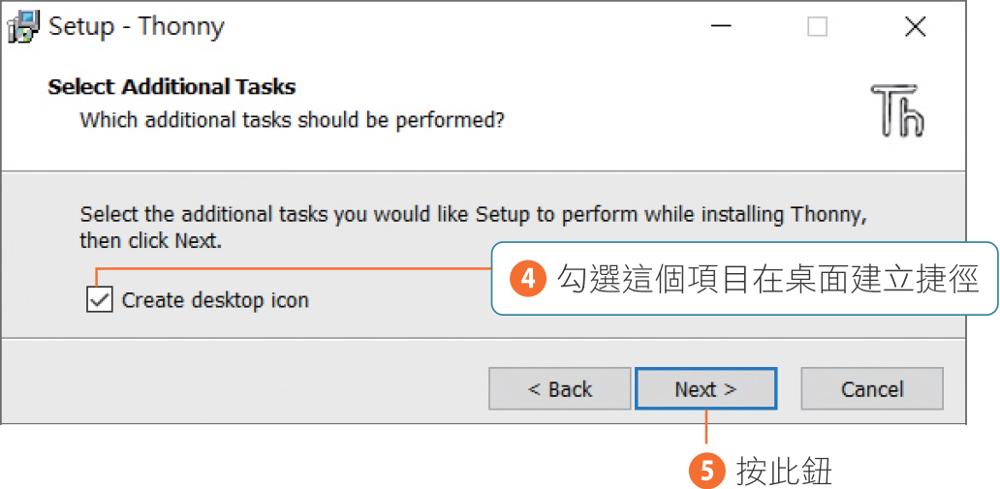 Setup - Thonny
Select Additional Tasks
Which additional tasks should be performed?
Th
Select the additional tasks you would like Setup to perform while installing Thonny,
then click Next.
4 勾選這個項目在桌面建立捷徑
Create desktop icon
< Back
Next >
Cancel
5 按此鈕